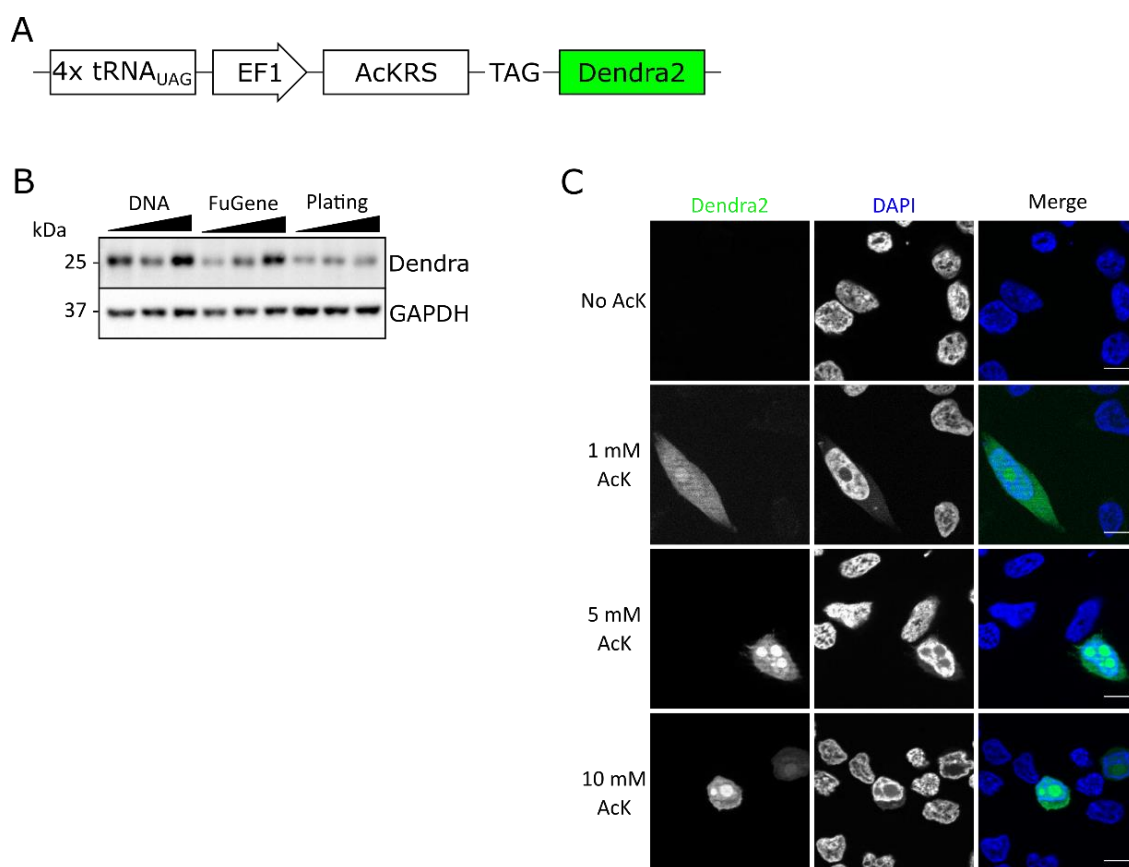 A
4x tRNAUAG EF1 AcKRS TAG Dendra2
B
DNA FuGene Plating
kDa
25 Dendra
37 GAPDH
C
Dendra2 DAPI Merge
No AcK
1 mM
AcK
5 mM
AcK
10 mM
AcK